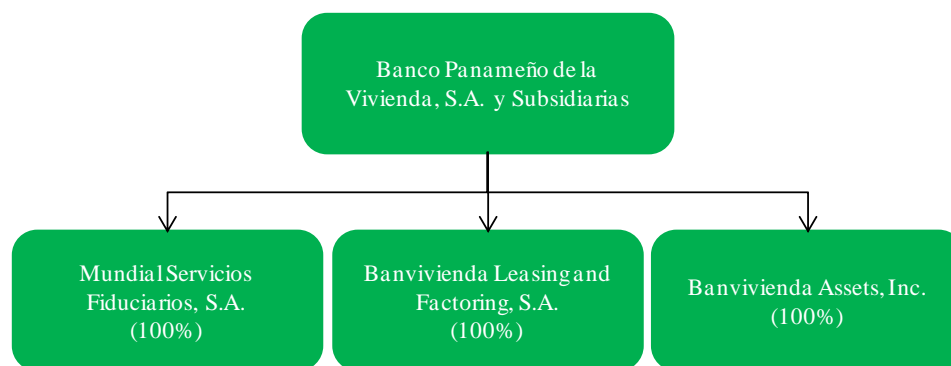 Banco Panameño de la
Vivienda, S.A. y Subsidiarias
Mundial Servicios
Fiduciarios, S.A.
(100%)
Banvivienda Leasing and
Factoring, S.A.
(100%)
Banvivienda Assets, Inc.
(100%)